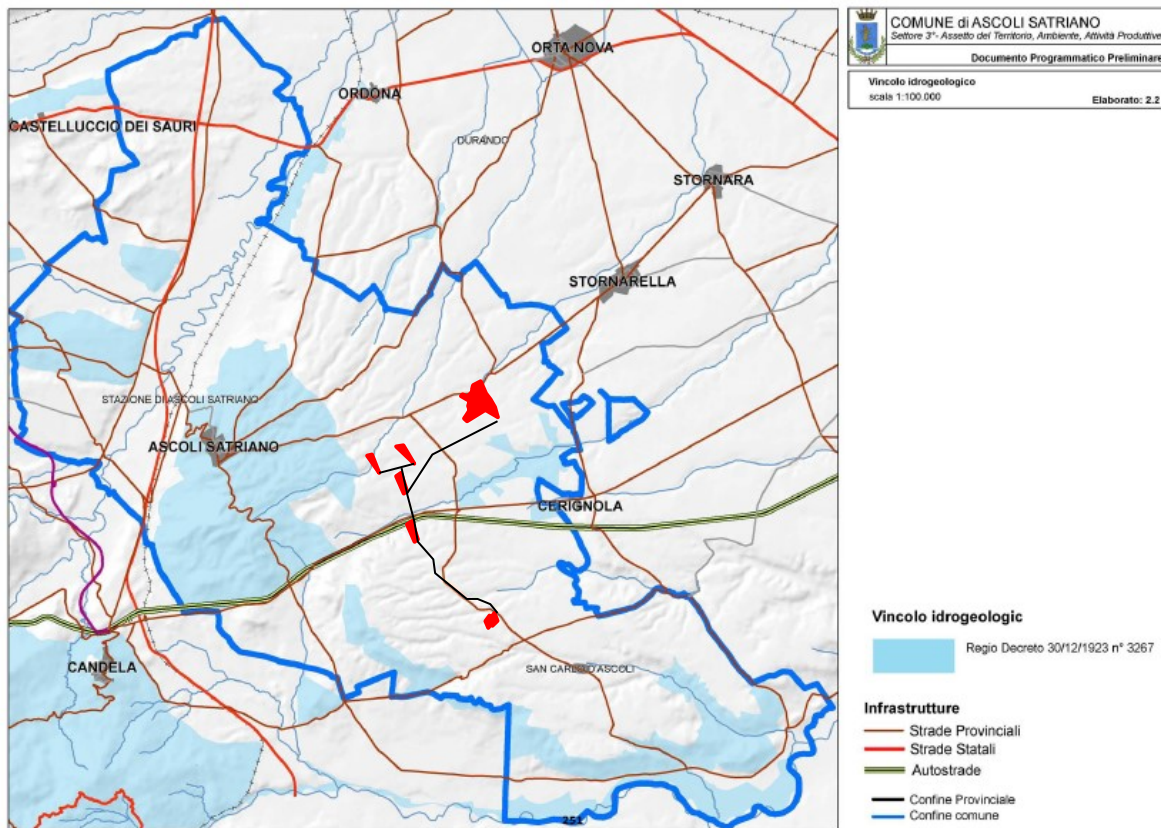 COMUNE di ASCOLI SATRIANO
Settore 3°- Assetto del Territorio, Ambiente, Attività Produttive
Documento Programmatico Preliminare
Vincolo idrogeologico
scala 1:100.000
Elaborato: 2.2
ORTA NOVA
ORDONA
CASTELLUCCIO DEI SAURI
DURANDO
STORNARA
STORNARELLA
STAZIONE DI ASCOLI SATRIANO
ASCOLI SATRIANO
CERIGNOLA
CANDELA
SAN CARLO D'ASCOLI
251
Vincolo idrogeologic
Regio Decreto 30/12/1923 n° 3267
Infrastrutture
Strade Provinciali
Strade Statali
Autostrade
Confine Provinciale
Confine comune